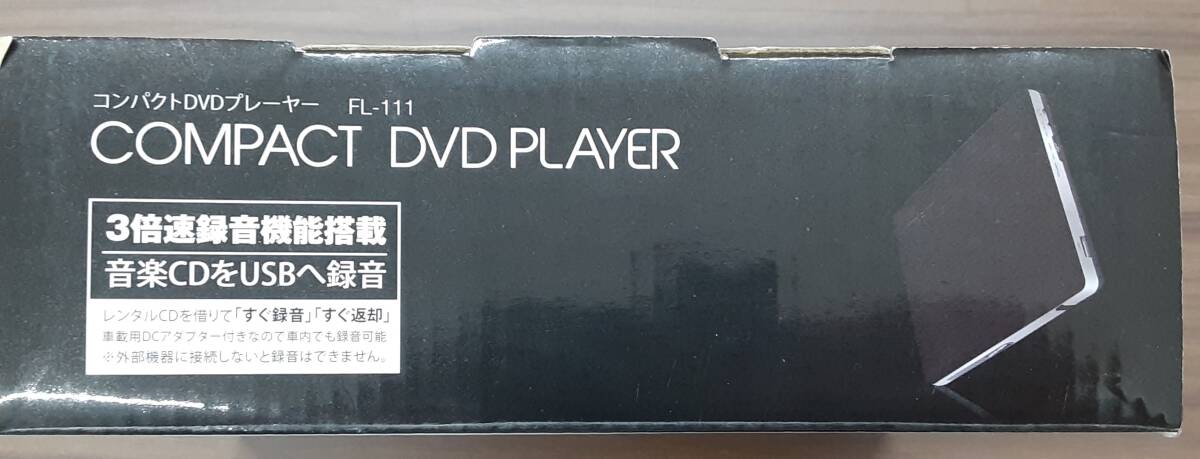 コンパクトDVDプレーヤー FL-111
COMPACT DVD PLAYER
3倍速録音機能搭載
音楽CDをUSBへ録音
レンタルCDを借りて「すぐ録音」「すぐ返却」
車載用DCアダプター付きなので車内でも録音可能
※外部機器に接続しないと録音はできません。